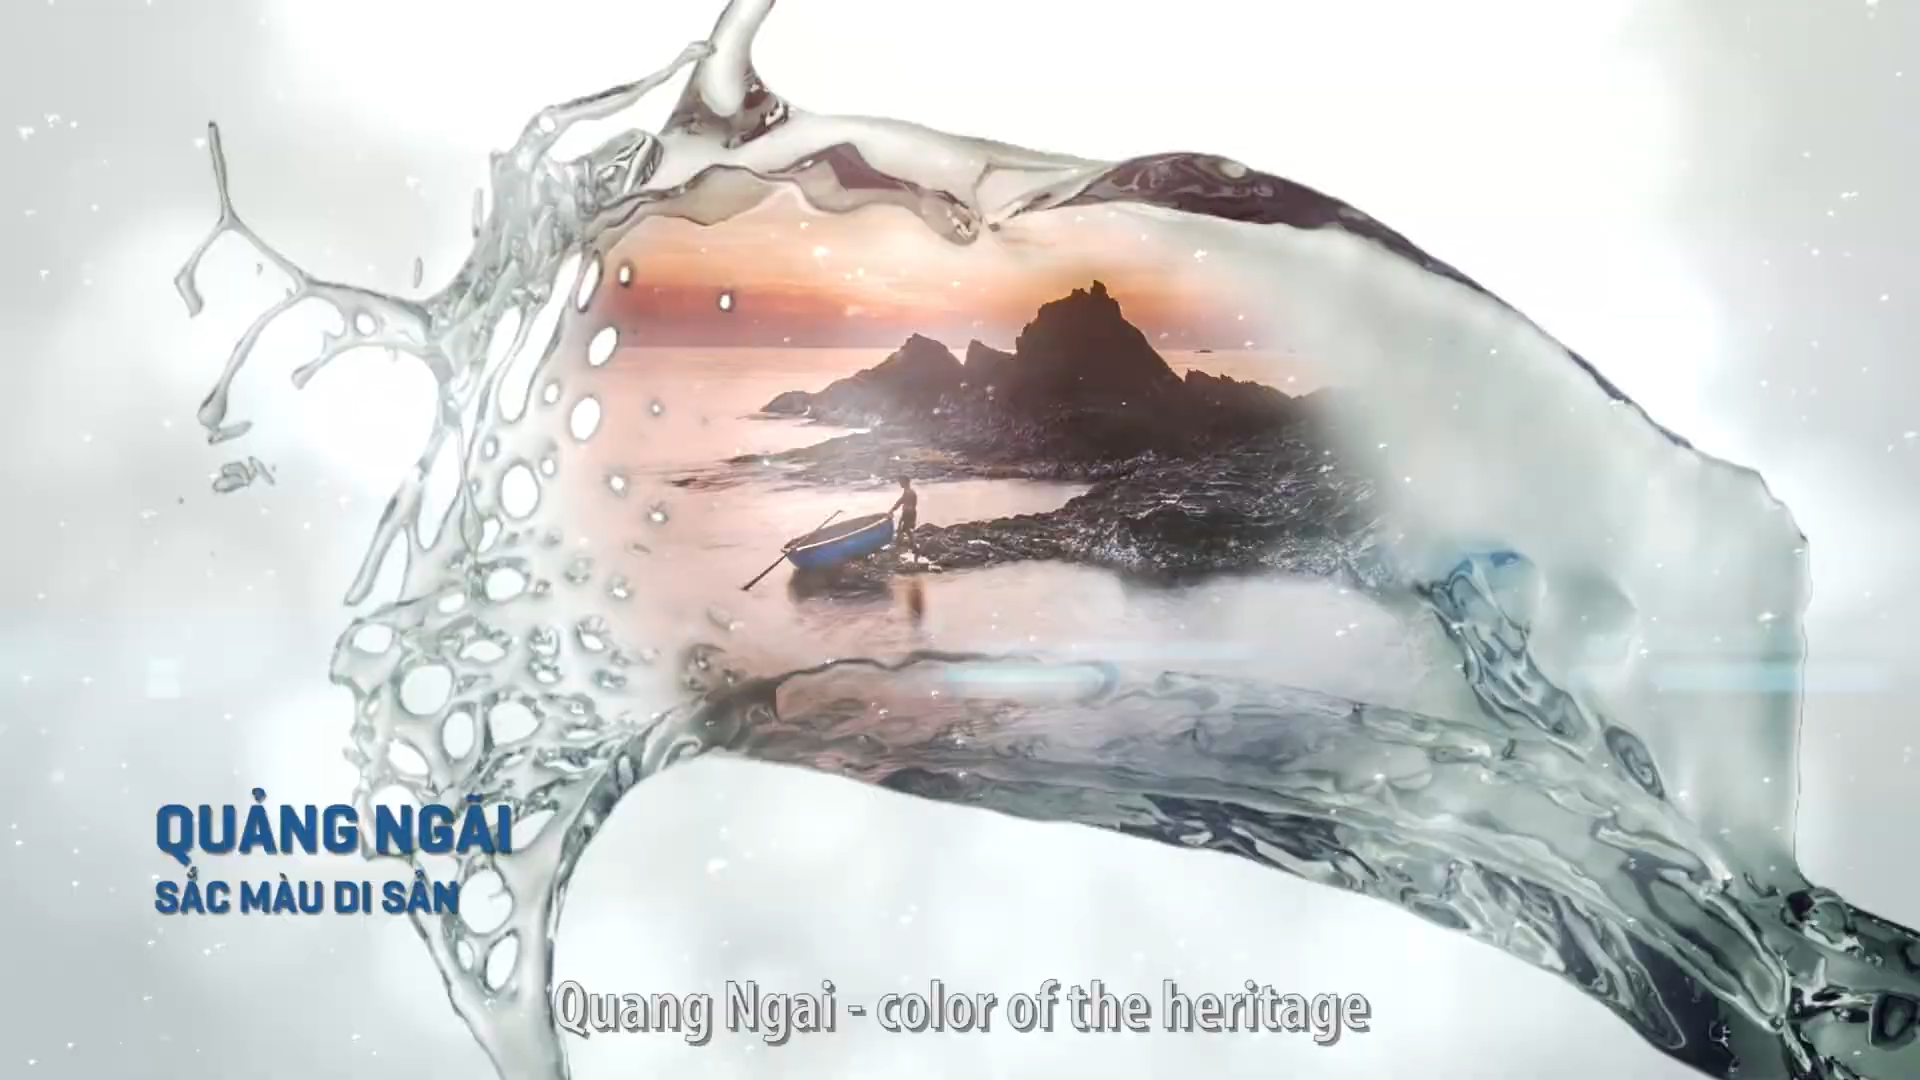 QUẢNG NGÃI
SẮC MÀU DI SẢN
Quang Ngai - color of the heritage